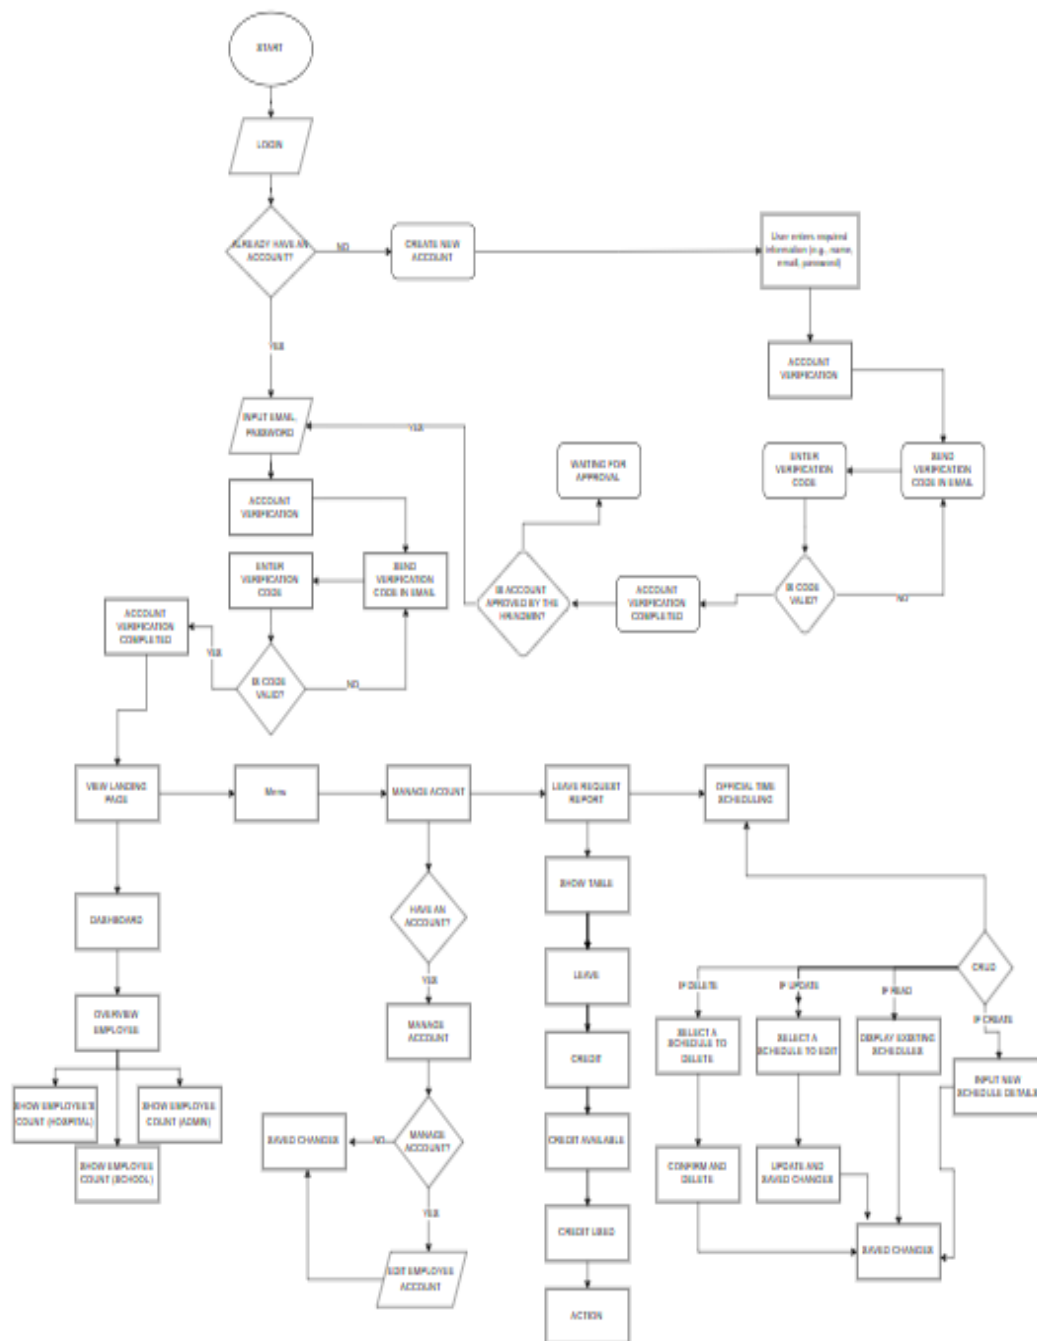 START
LOGIN
ALREADY HAVE AN
ACCOUNT?
NO
CREATE NEW
ACCOUNT
User enters required
information (e.g., name,
email, password)
YES
ACCOUNT
VERIFICATION
INPUT EMAIL,
PASSWORD
YES
WAITING FOR
APPROVAL
ENTER
VERIFICATION
CODE
SEND
VERIFICATION
CODE IN EMAIL
ACCOUNT
VERIFICATION
ENTER
VERIFICATION
CODE
SEND
VERIFICATION
CODE IN EMAIL
IS ACCOUNT
APROVED BY THE
ACCOUNT
VERIFICATION
COMPLETED
IS CODE
VALID?
NO
ACCOUNT
VERIFICATION
COMPLETED
YES
IS CODE
VALID?
NO
VIEW LANDING
PAGE
Menu
MANAGE ACOUNT
LEAVE REQUEST
REPORT
OFFICIAL TIME
SCHEDULING
DASHBOARD
HAVE AN
ACCOUNT?
SHOW TABLE
YES
LEAVE
CRUD
IF DELETE
IF UPDATE
IF READ
IF CREATE
OVERVIEW
EMPLOYEE
MANAGE
ACCOUNT
CREDIT
SELECT A
SCHEDULE TO
DELETE
SELECT A
SCHEDULE TO EDIT
DISPLAY EXISTING
SCHEDULES
INPUT NEW
SCHEDULE DETAILS
SHOW EMPLOYEE'S
COUNT (HOSPITAL)
SHOW EMPLOYEE
COUNT (ADMIN)
SHOW EMPLOYEE
COUNT (SCHOOL)
SAVED CHANGES
NO
MANAGE
ACCOUNT?
CREDIT AVAILABLE
CONFIRM AND
DELETE
UPDATE AND
SAVED CHANGES
YES
CREDIT USED
SAVED CHANGES
EDIT EMPLOYEE
ACCOUNT
ACTION